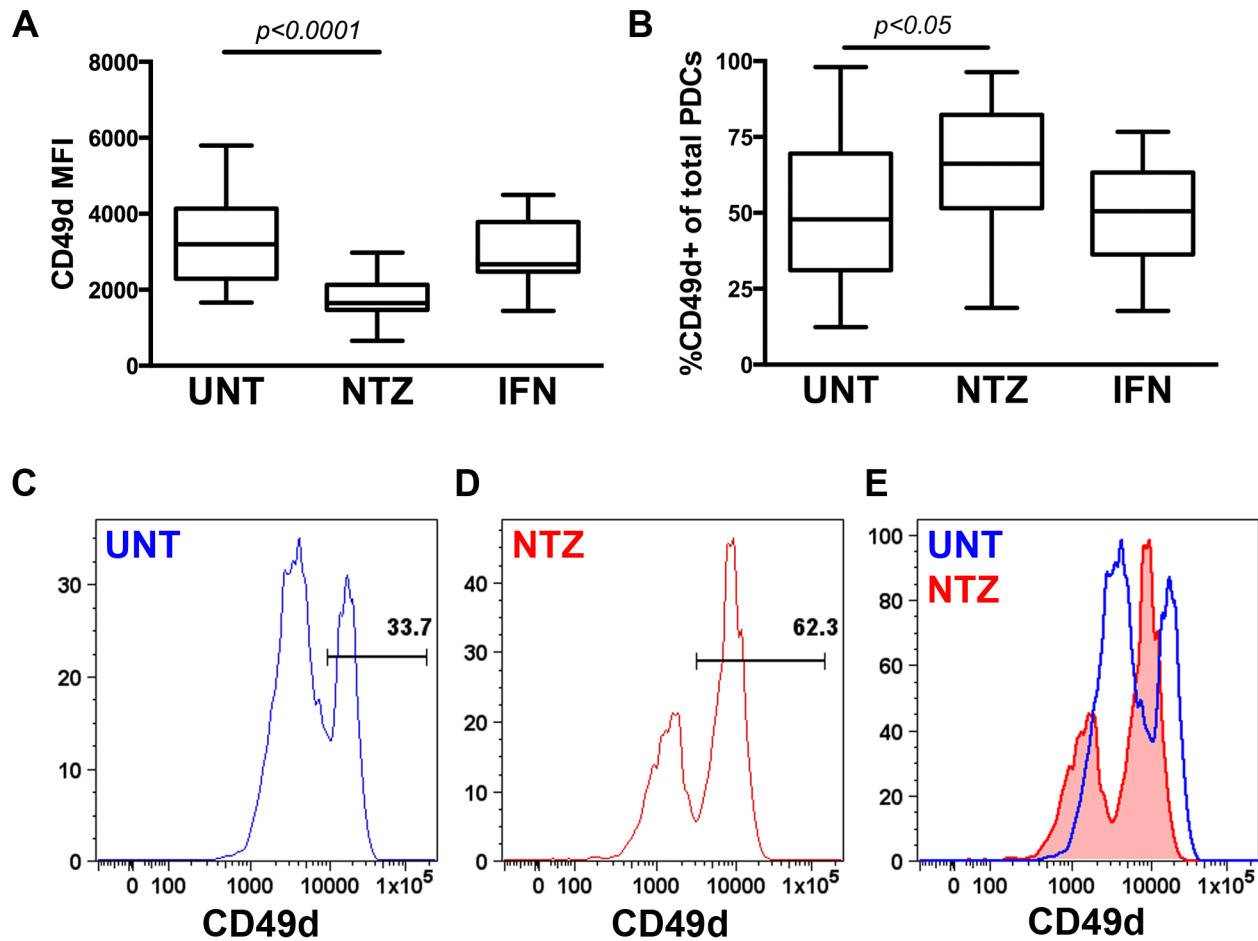 A
p<0.0001
CD49d MFI
8000
6000
4000
2000
0
UNT NTZ IFN
B
p<0.05
%CD49d+ of total PDCs
100
75
50
25
0
UNT NTZ IFN
C
UNT
33.7
30
20
10
0
0 100 1000 10000 1x10⁵
CD49d
D
NTZ
62.3
40
30
20
10
0
0 100 1000 10000 1x10⁵
CD49d
E
UNT
NTZ
100
80
60
40
20
0
0 100 1000 10000 1x10⁵
CD49d